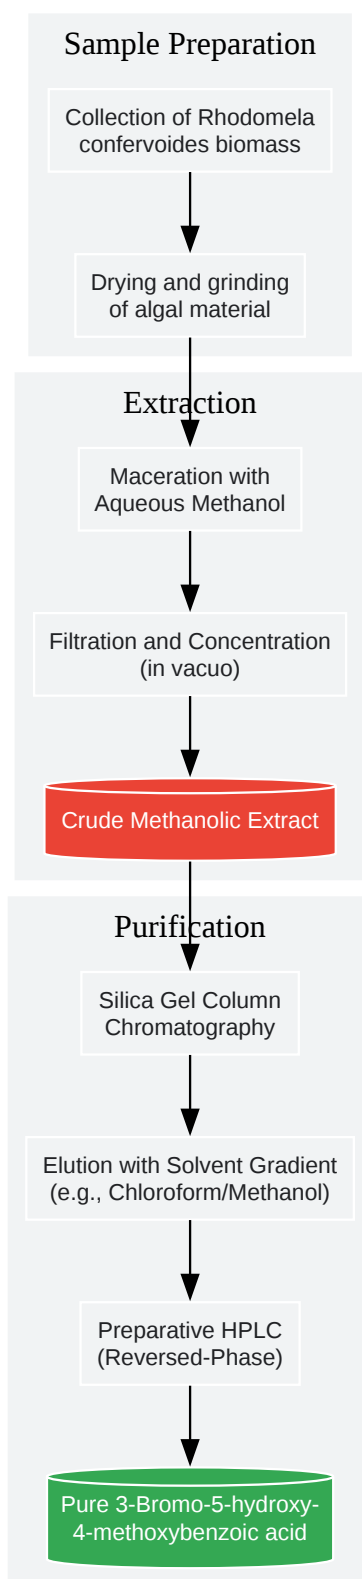 Sample Preparation
Collection of Rhodomela
confervoides biomass
Drying and grinding
of algal material
Extraction
Maceration with
Aqueous Methanol
Filtration and Concentration
(in vacuo)
Crude Methanolic Extract
Purification
Silica Gel Column
Chromatography
Elution with Solvent Gradient
(e.g., Chloroform/Methanol)
Preparative HPLC
(Reversed-Phase)
Pure 3-Bromo-5-hydroxy-
4-methoxybenzoic acid